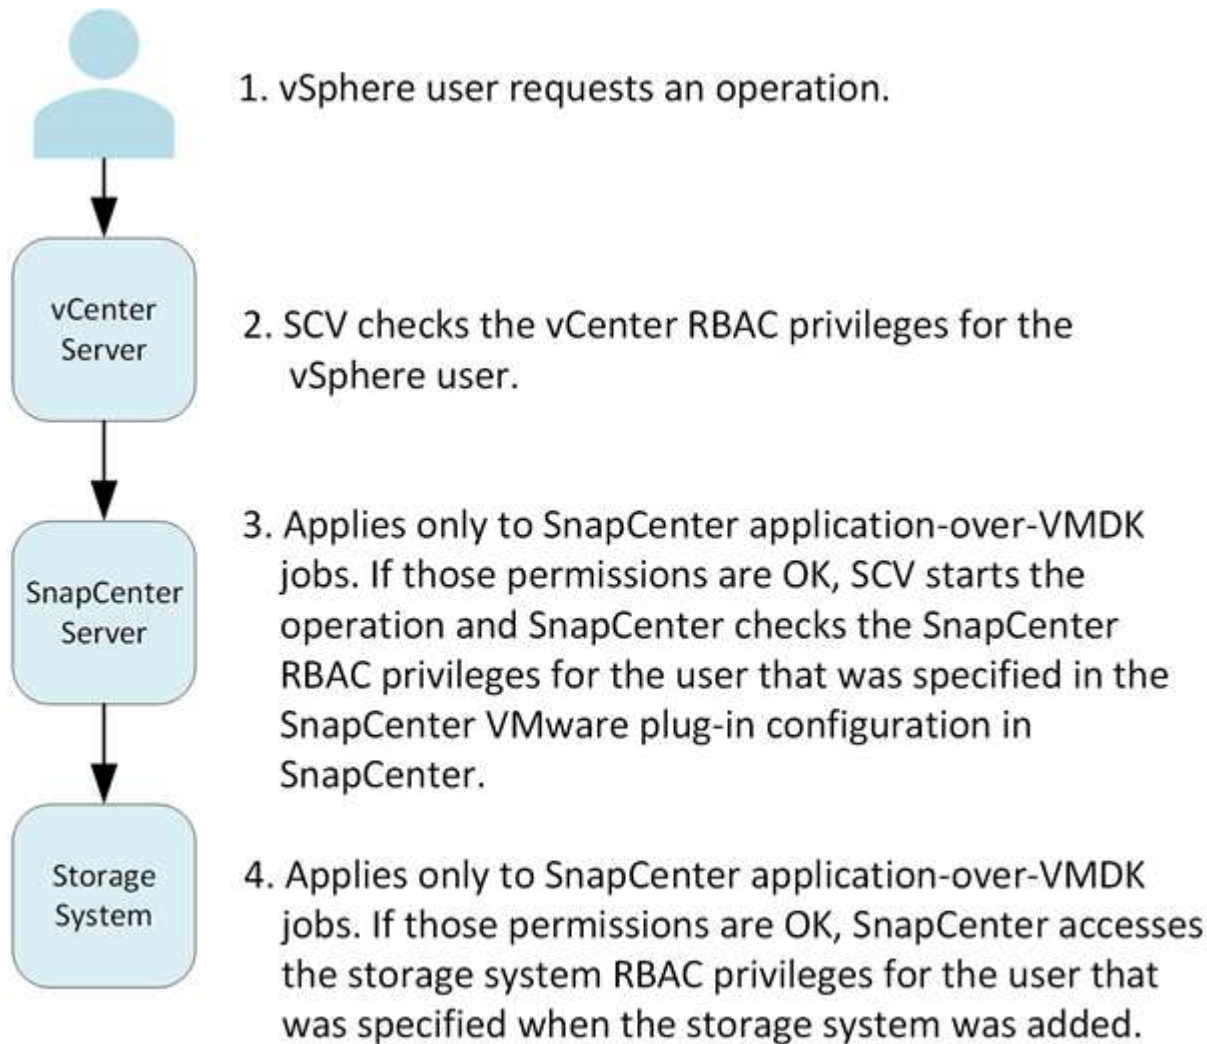 1. vSphere user requests an operation.
vCenter
Server
2. SCV checks the vCenter RBAC privileges for the
vSphere user.
SnapCenter
Server
3. Applies only to SnapCenter application-over-VMDK
jobs. If those permissions are OK, SCV starts the
operation and SnapCenter checks the SnapCenter
RBAC privileges for the user that was specified in the
SnapCenter VMware plug-in configuration in
SnapCenter.
Storage
System
4. Applies only to SnapCenter application-over-VMDK
jobs. If those permissions are OK, SnapCenter accesses
the storage system RBAC privileges for the user that
was specified when the storage system was added.